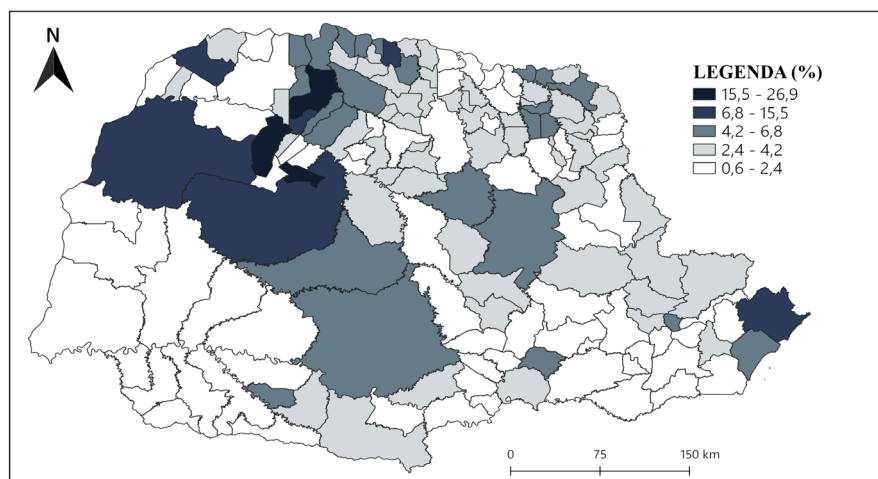 N
LEGENDA (%)
15,5 - 26,9
6,8 - 15,5
4,2 - 6,8
2,4 - 4,2
0,6 - 2,4
0 75 150 km